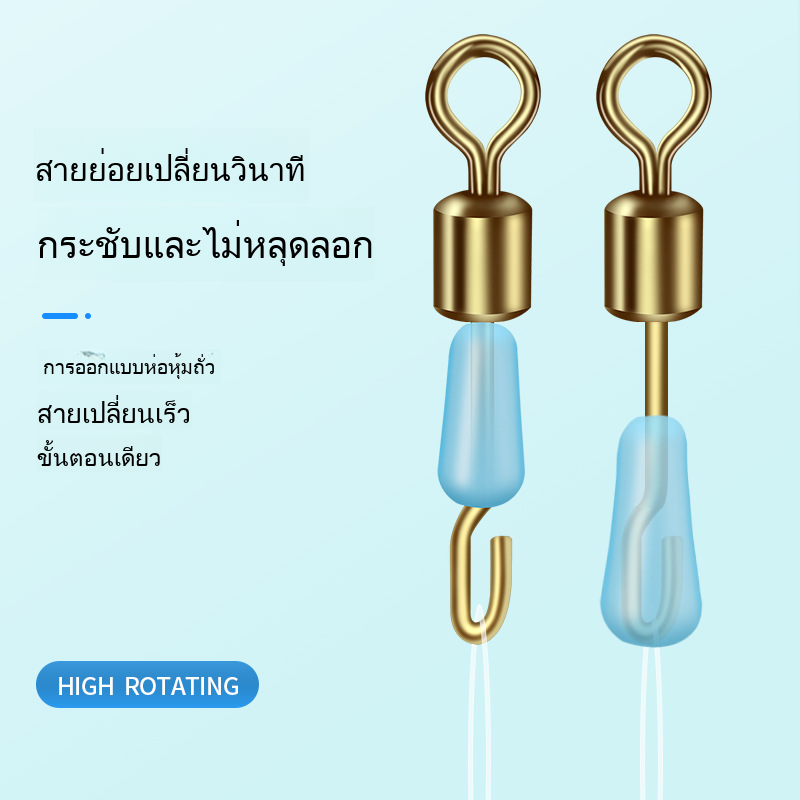 สายย่อยเปลี่ยนวินาที
กระชับและไม่หลุดลอก
การออกแบบห่อหุ้มถั่ว
สายเปลี่ยนเร็ว
ขั้นตอนเดียว
HIGH ROTATING